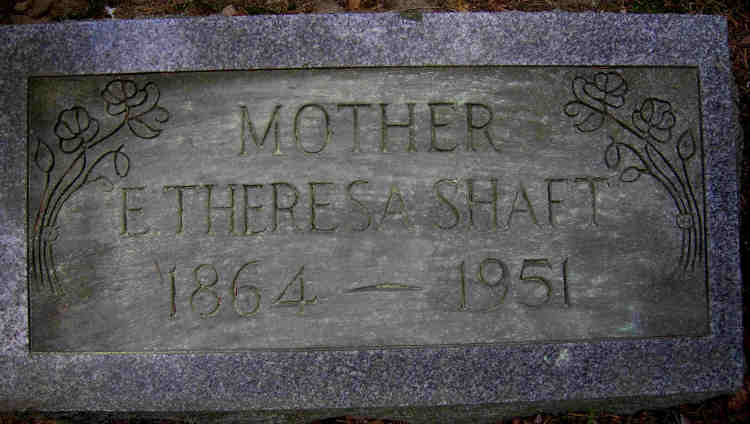 MOTHER
E. THERESA SHAFT
1864 — 1951